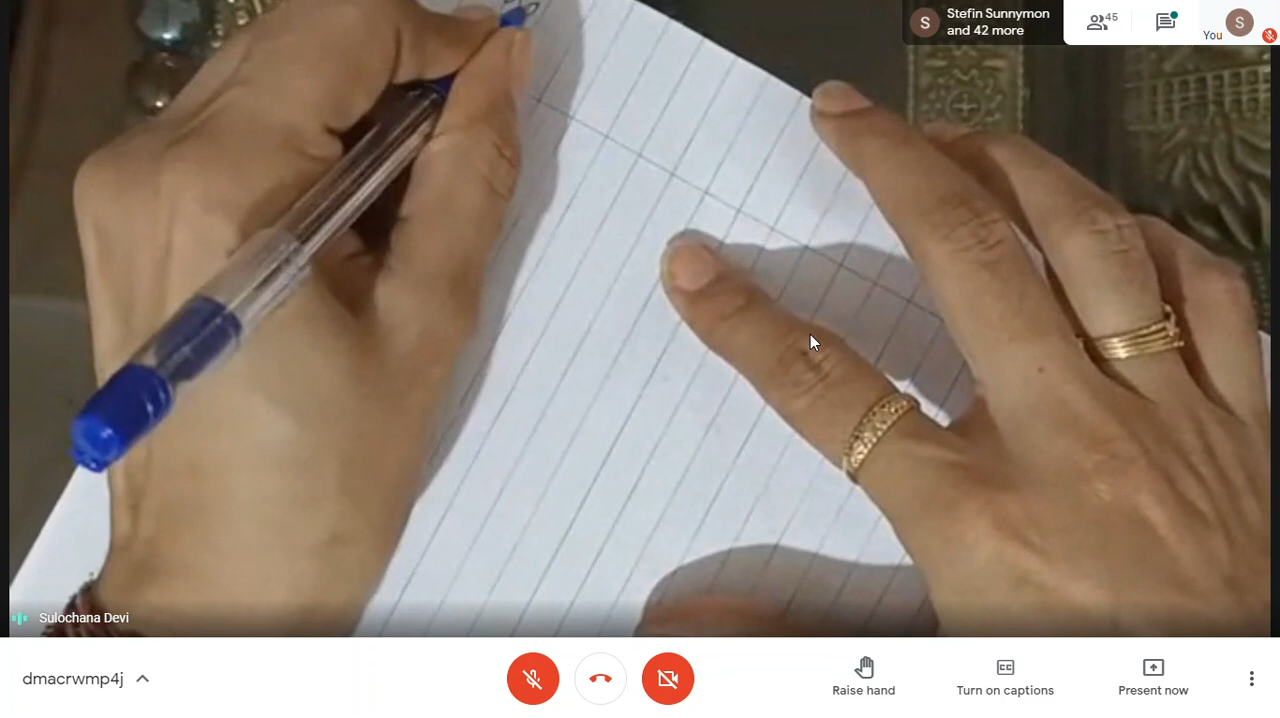 Stefin Sunnymon
and 42 more
45
S
S
You
Sulochana Devi
dmacrwmp4j
Raise hand
Turn on captions
Present now